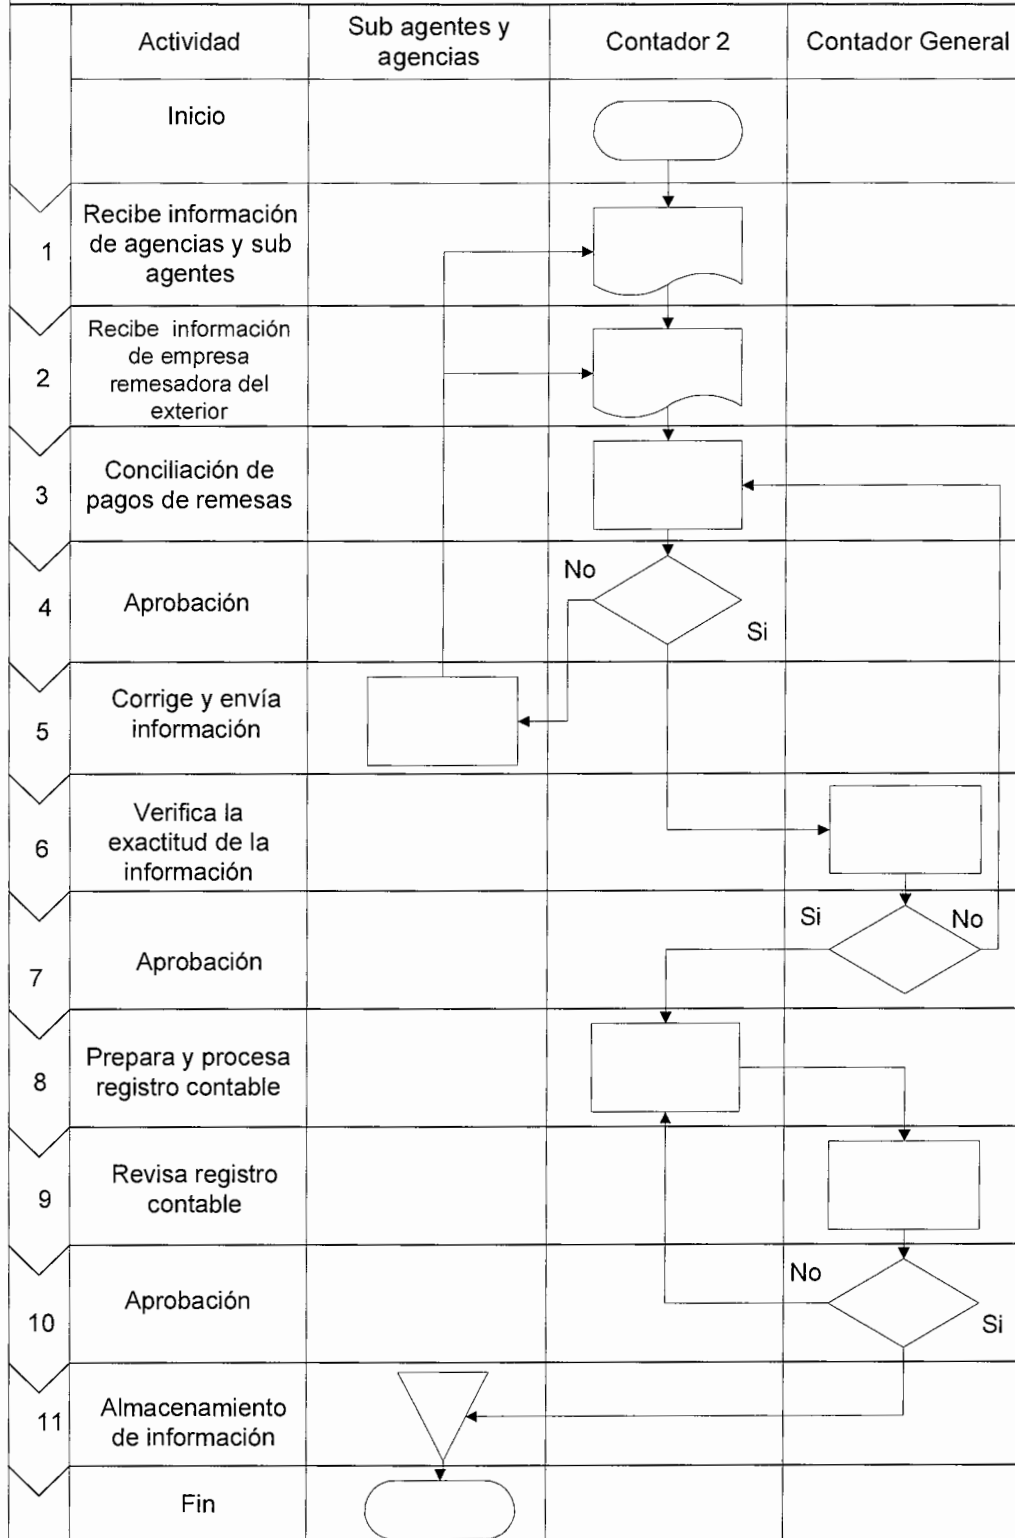 Actividad
Sub agentes y
agencias
Contador 2
Contador General
Inicio
1
Recibe información
de agencias y sub
agentes
2
Recibe información
de empresa
remesadora del
exterior
3
Conciliación de
pagos de remesas
4
Aprobación
No
Si
5
Corrige y envía
información
6
Verifica la
exactitud de la
información
7
Aprobación
Si
No
8
Prepara y procesa
registro contable
9
Revisa registro
contable
10
Aprobación
No
Si
11
Almacenamiento
de información
Fin